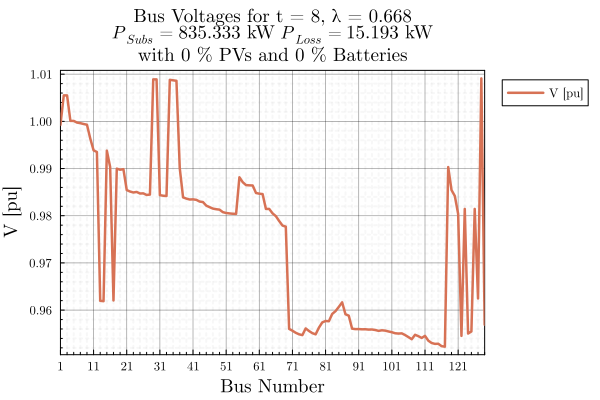 Bus Voltages for t = 8, λ = 0.668
P_Subs = 835.333 kW P_Loss = 15.193 kW
with 0 % PVs and 0 % Batteries
V [pu]
1.01
1.00
0.99
0.98
0.97
0.96
V [pu]
1 11 21 31 41 51 61 71 81 91 101 111 121
Bus Number